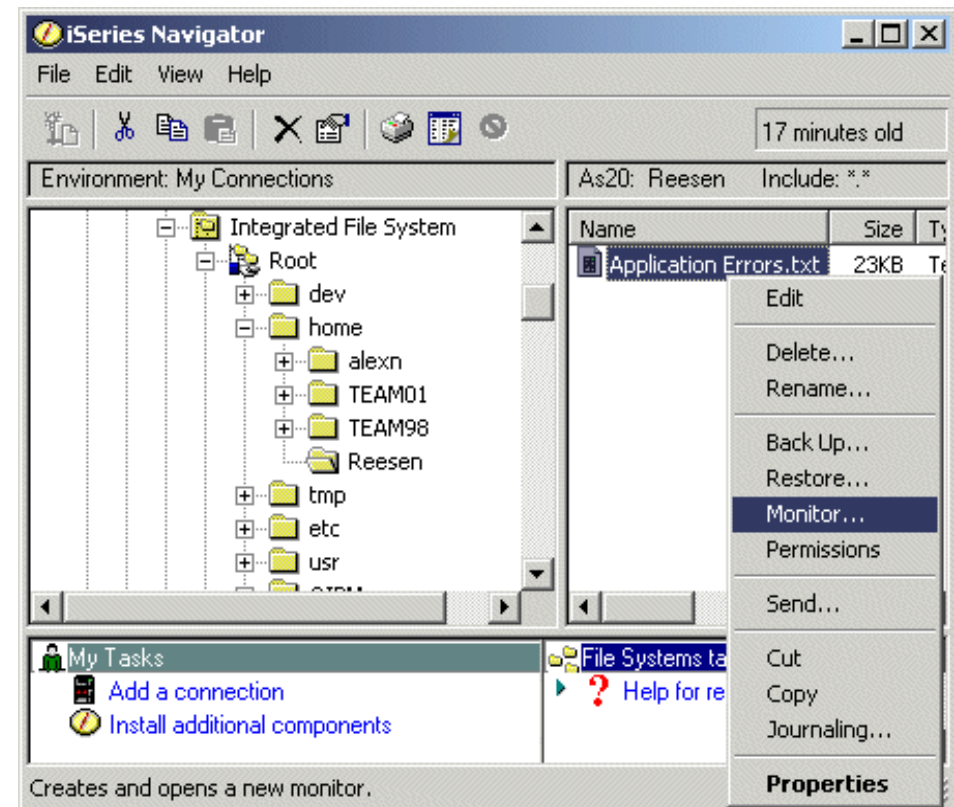 iSeries Navigator
File Edit View Help
17 minutes old
Environment: My Connections
As20: Reesen Include: *.*
Integrated File System
Root
dev
home
alexn
TEAM01
TEAM98
Reesen
tmp
etc
usr
Name Size
Application Errors.txt 23KB
Edit
Delete...
Rename...
Back Up...
Restore...
Monitor...
Permissions
Send...
Cut
Copy
Journaling...
Properties
My Tasks
Add a connection
Install additional components
File Systems ta
Help for re
Creates and opens a new monitor.